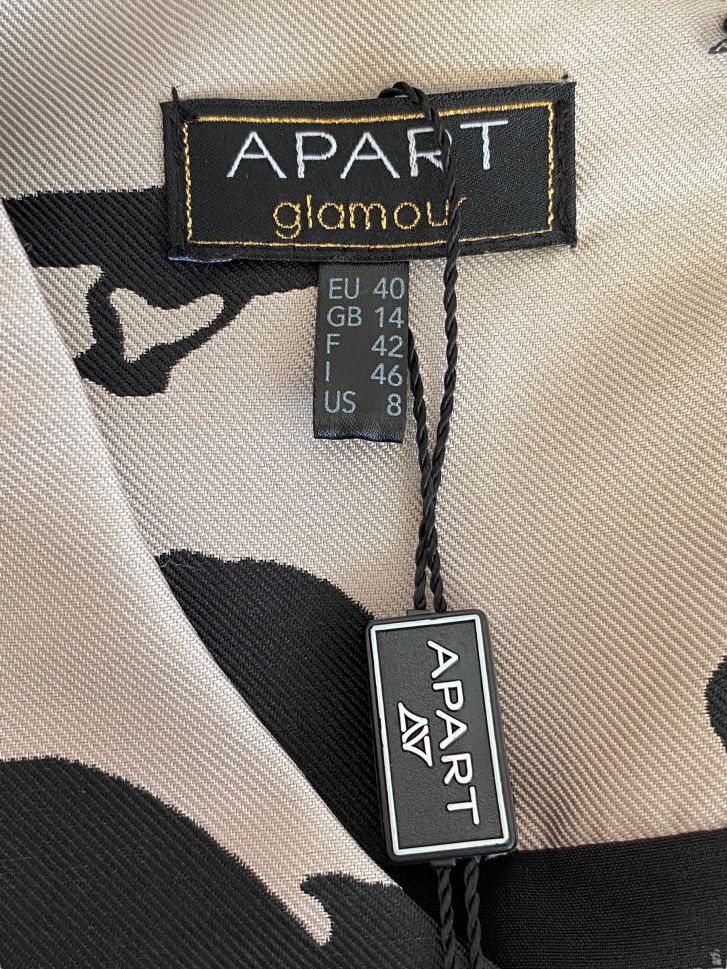 APART
glamour
EU 40
GB 14
F 42
I 46
US 8
APART